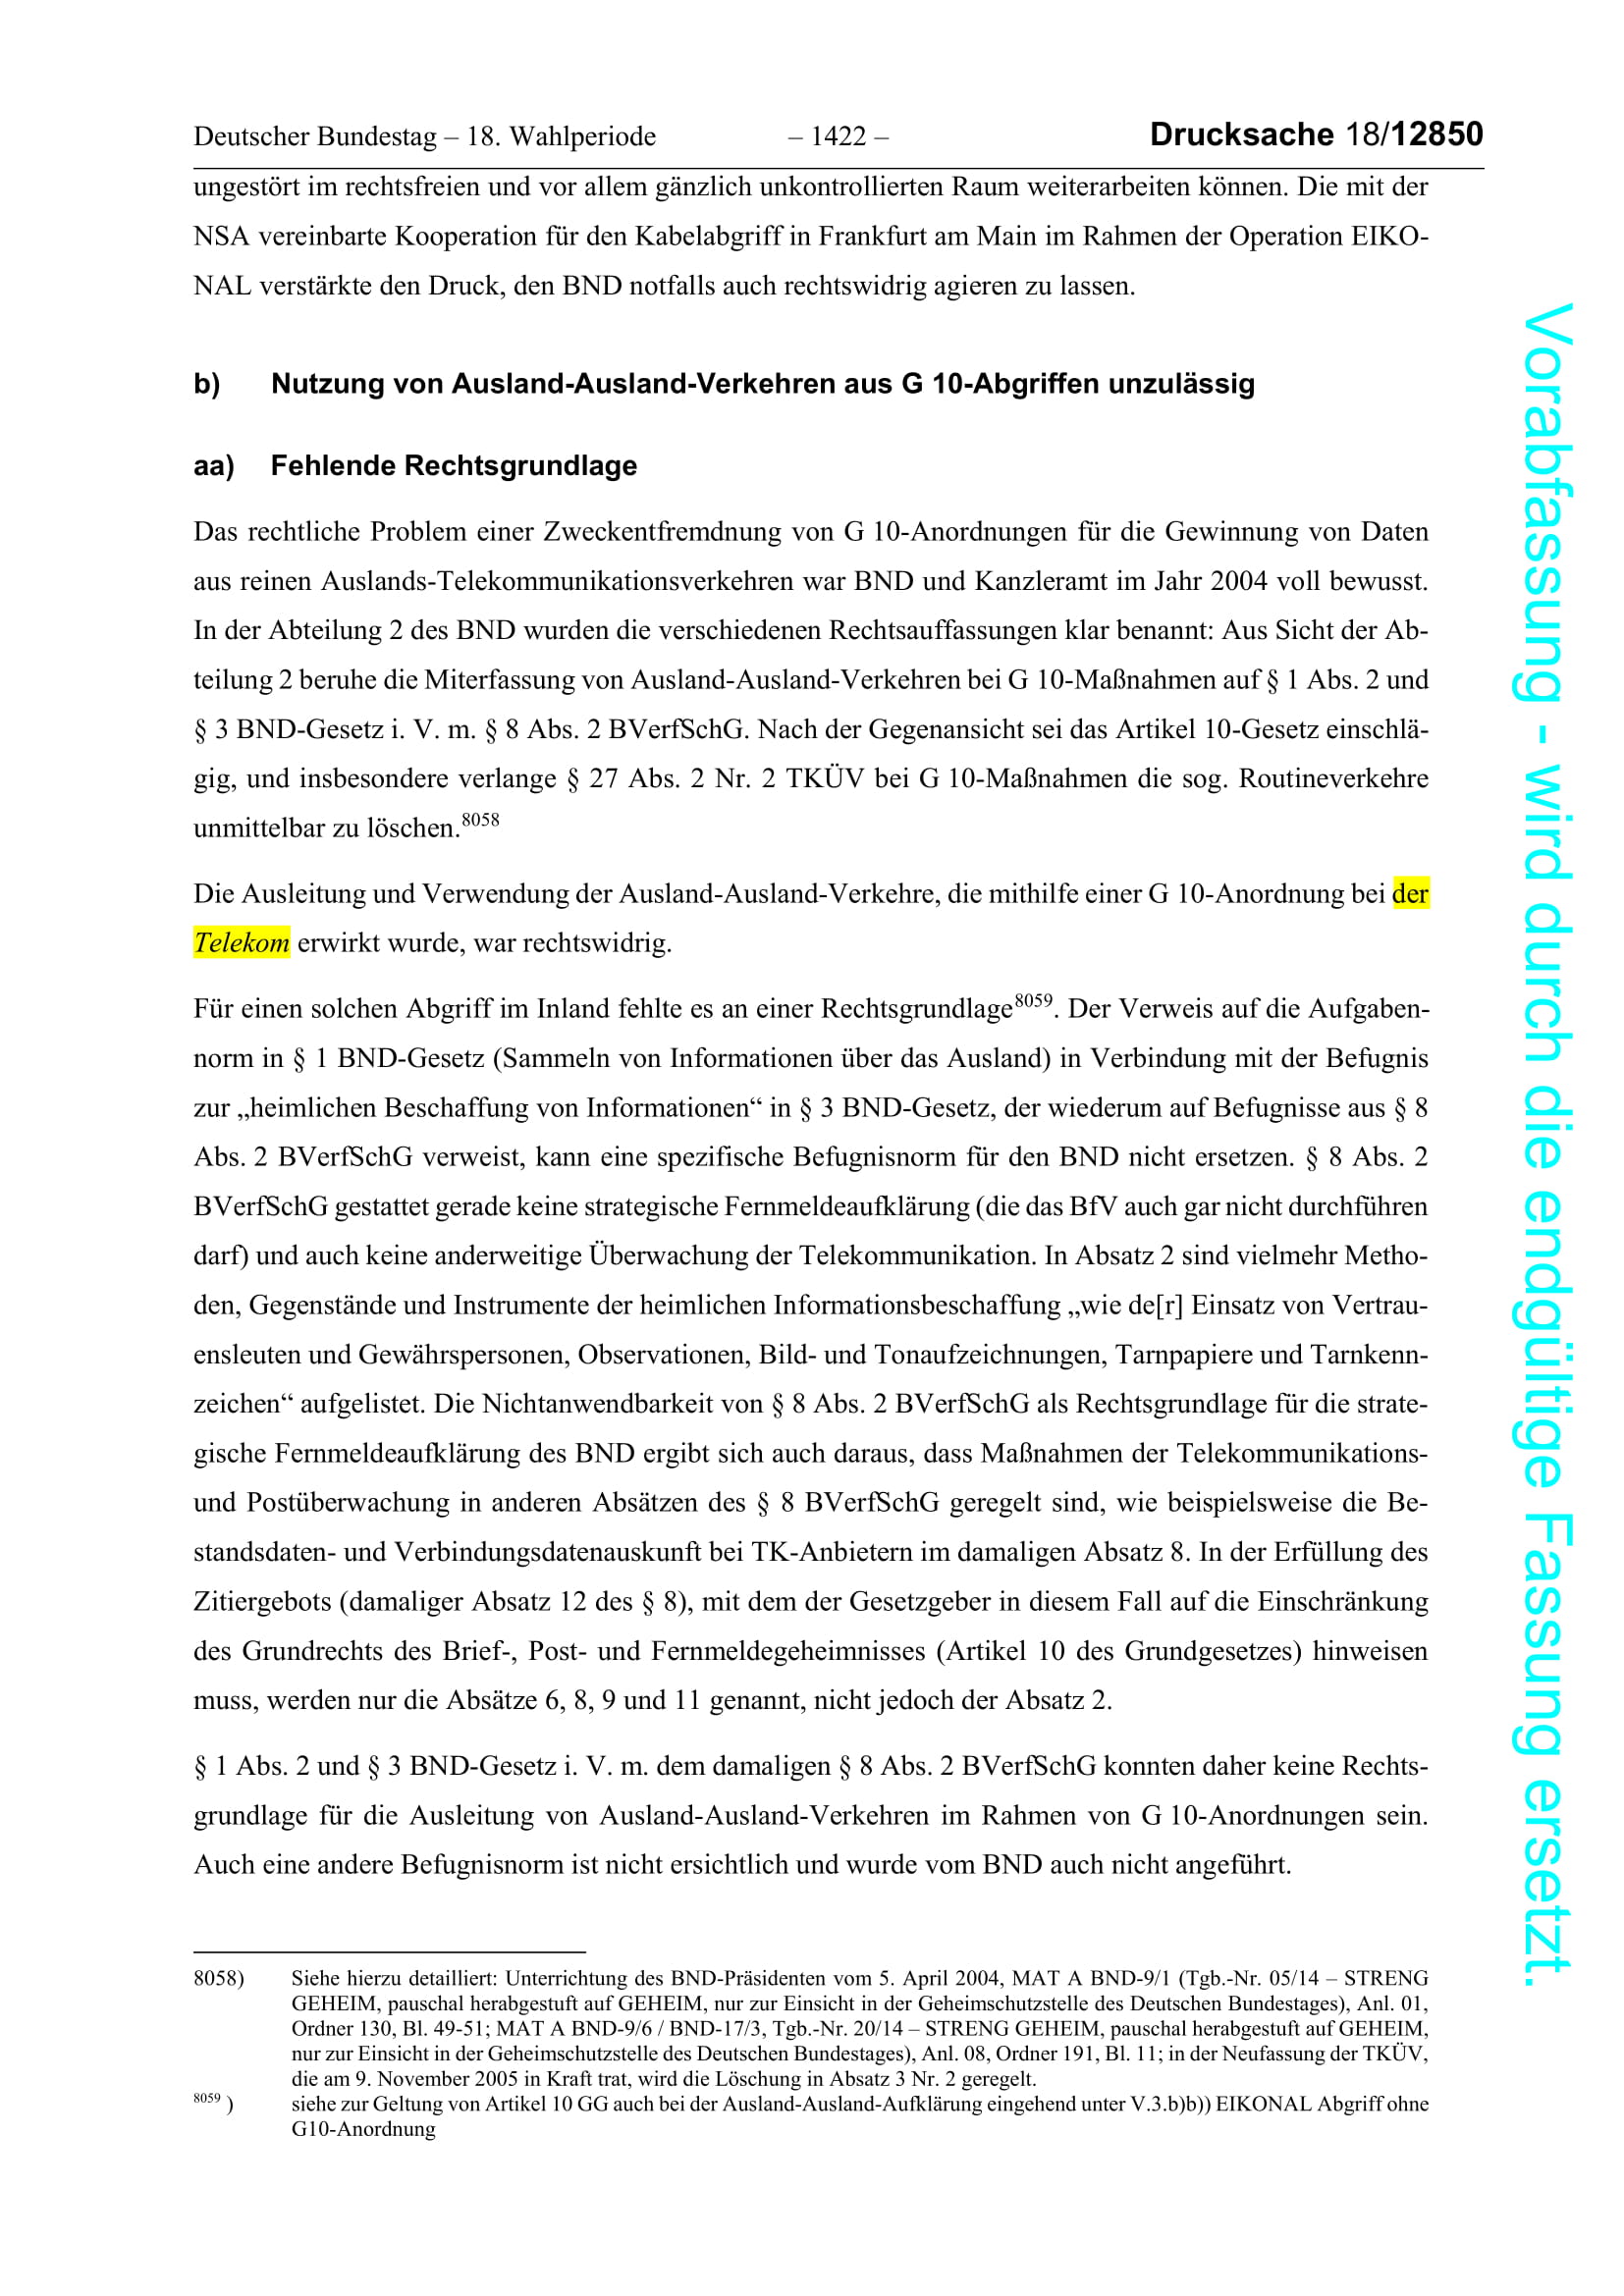 Deutscher Bundestag – 18. Wahlperiode – 1422 – Drucksache 18/12850
ungestört im rechtsfreien und vor allem gänzlich unkontrollierten Raum weiterarbeiten können. Die mit der
NSA vereinbarte Kooperation für den Kabelabgriff in Frankfurt am Main im Rahmen der Operation EIKO-
NAL verstärkte den Druck, den BND notfalls auch rechtswidrig agieren zu lassen.
b) Nutzung von Ausland-Ausland-Verkehren aus G 10-Abgriffen unzulässig
aa) Fehlende Rechtsgrundlage
Das rechtliche Problem einer Zweckentfremdnung von G 10-Anordnungen für die Gewinnung von Daten
aus reinen Auslands-Telekommunikationsverkehren war BND und Kanzleramt im Jahr 2004 voll bewusst.
In der Abteilung 2 des BND wurden die verschiedenen Rechtsauffassungen klar benannt: Aus Sicht der Ab-
teilung 2 beruhe die Miterfassung von Ausland-Ausland-Verkehren bei G 10-Maßnahmen auf § 1 Abs. 2 und
§ 3 BND-Gesetz i. V. m. § 8 Abs. 2 BVerfSchG. Nach der Gegenansicht sei das Artikel 10-Gesetz einschlä-
gig, und insbesondere verlange § 27 Abs. 2 Nr. 2 TKÜV bei G 10-Maßnahmen die sog. Routineverkehre
unmittelbar zu löschen.8058
Die Ausleitung und Verwendung der Ausland-Ausland-Verkehre, die mithilfe einer G 10-Anordnung bei der
Telekom erwirkt wurde, war rechtswidrig.
Für einen solchen Abgriff im Inland fehlte es an einer Rechtsgrundlage8059. Der Verweis auf die Aufgaben-
norm in § 1 BND-Gesetz (Sammeln von Informationen über das Ausland) in Verbindung mit der Befugnis
zur „heimlichen Beschaffung von Informationen“ in § 3 BND-Gesetz, der wiederum auf Befugnisse aus § 8
Abs. 2 BVerfSchG verweist, kann eine spezifische Befugnisnorm für den BND nicht ersetzen. § 8 Abs. 2
BVerfSchG gestattet gerade keine strategische Fernmeldeaufklärung (die das BfV auch gar nicht durchführen
darf) und auch keine anderweitige Überwachung der Telekommunikation. In Absatz 2 sind vielmehr Metho-
den, Gegenstände und Instrumente der heimlichen Informationsbeschaffung „wie de[r] Einsatz von Vertrau-
ensleuten und Gewährspersonen, Observationen, Bild- und Tonaufzeichnungen, Tarnpapiere und Tarnkenn-
zeichen“ aufgelistet. Die Nichtanwendbarkeit von § 8 Abs. 2 BVerfSchG als Rechtsgrundlage für die strate-
gische Fernmeldeaufklärung des BND ergibt sich auch daraus, dass Maßnahmen der Telekommunikations-
und Postüberwachung in anderen Absätzen des § 8 BVerfSchG geregelt sind, wie beispielsweise die Be-
standsdaten- und Verbindungsdatenauskunft bei TK-Anbietern im damaligen Absatz 8. In der Erfüllung des
Zitiergebots (damaliger Absatz 12 des § 8), mit dem der Gesetzgeber in diesem Fall auf die Einschränkung
des Grundrechts des Brief-, Post- und Fernmeldegeheimnisses (Artikel 10 des Grundgesetzes) hinweisen
muss, werden nur die Absätze 6, 8, 9 und 11 genannt, nicht jedoch der Absatz 2.
§ 1 Abs. 2 und § 3 BND-Gesetz i. V. m. dem damaligen § 8 Abs. 2 BVerfSchG konnten daher keine Rechts-
grundlage für die Ausleitung von Ausland-Ausland-Verkehren im Rahmen von G 10-Anordnungen sein.
Auch eine andere Befugnisnorm ist nicht ersichtlich und wurde vom BND auch nicht angeführt.
8058) Siehe hierzu detailliert: Unterrichtung des BND-Präsidenten vom 5. April 2004, MAT A BND-9/1 (Tgb.-Nr. 05/14 – STRENG
GEHEIM, pauschal herabgestuft auf GEHEIM, nur zur Einsicht in der Geheimschutzstelle des Deutschen Bundestages), Anl. 01,
Ordner 130, Bl. 49-51; MAT A BND-9/6 / BND-17/3, Tgb.-Nr. 20/14 – STRENG GEHEIM, pauschal herabgestuft auf GEHEIM,
nur zur Einsicht in der Geheimschutzstelle des Deutschen Bundestages), Anl. 08, Ordner 191, Bl. 11; in der Neufassung der TKÜV,
die am 9. November 2005 in Kraft trat, wird die Löschung in Absatz 3 Nr. 2 geregelt.
8059 ) siehe zur Geltung von Artikel 10 GG auch bei der Ausland-Ausland-Aufklärung eingehend unter V.3.b)b)) EIKONAL Abgriff ohne
G10-Anordnung
Vorabfassung - wird durch die endgültige Fassung ersetzt.